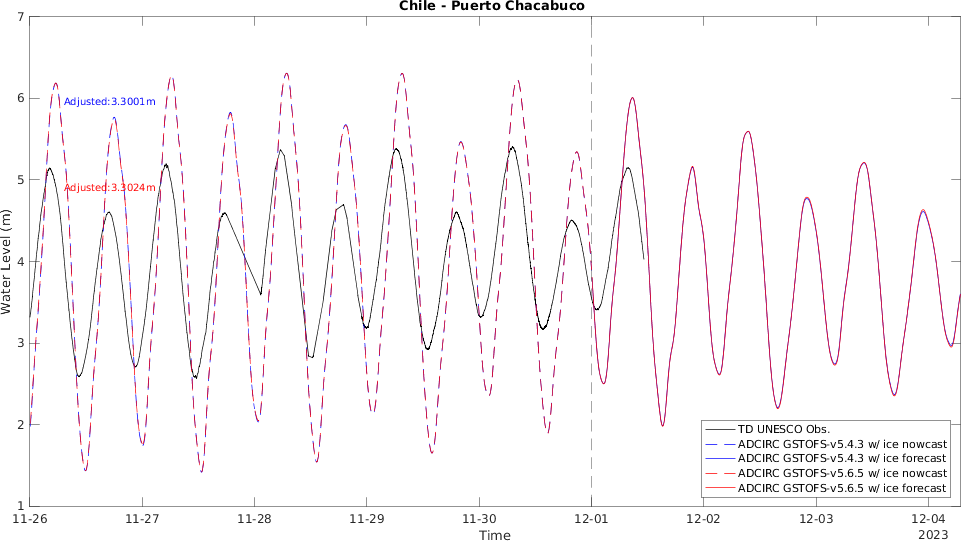 Chile - Puerto Chacabuco
7
6
5
4
3
2
1
Water Level (m)
Adjusted:3.3001m
Adjusted:3.3024m
TD UNESCO Obs.
ADCIRC GSTOFS-v5.4.3 w/ ice nowcast
ADCIRC GSTOFS-v5.4.3 w/ ice forecast
ADCIRC GSTOFS-v5.6.5 w/ ice nowcast
ADCIRC GSTOFS-v5.6.5 w/ ice forecast
11-26 11-27 11-28 11-29 11-30 12-01 12-02 12-03 12-04
Time
2023